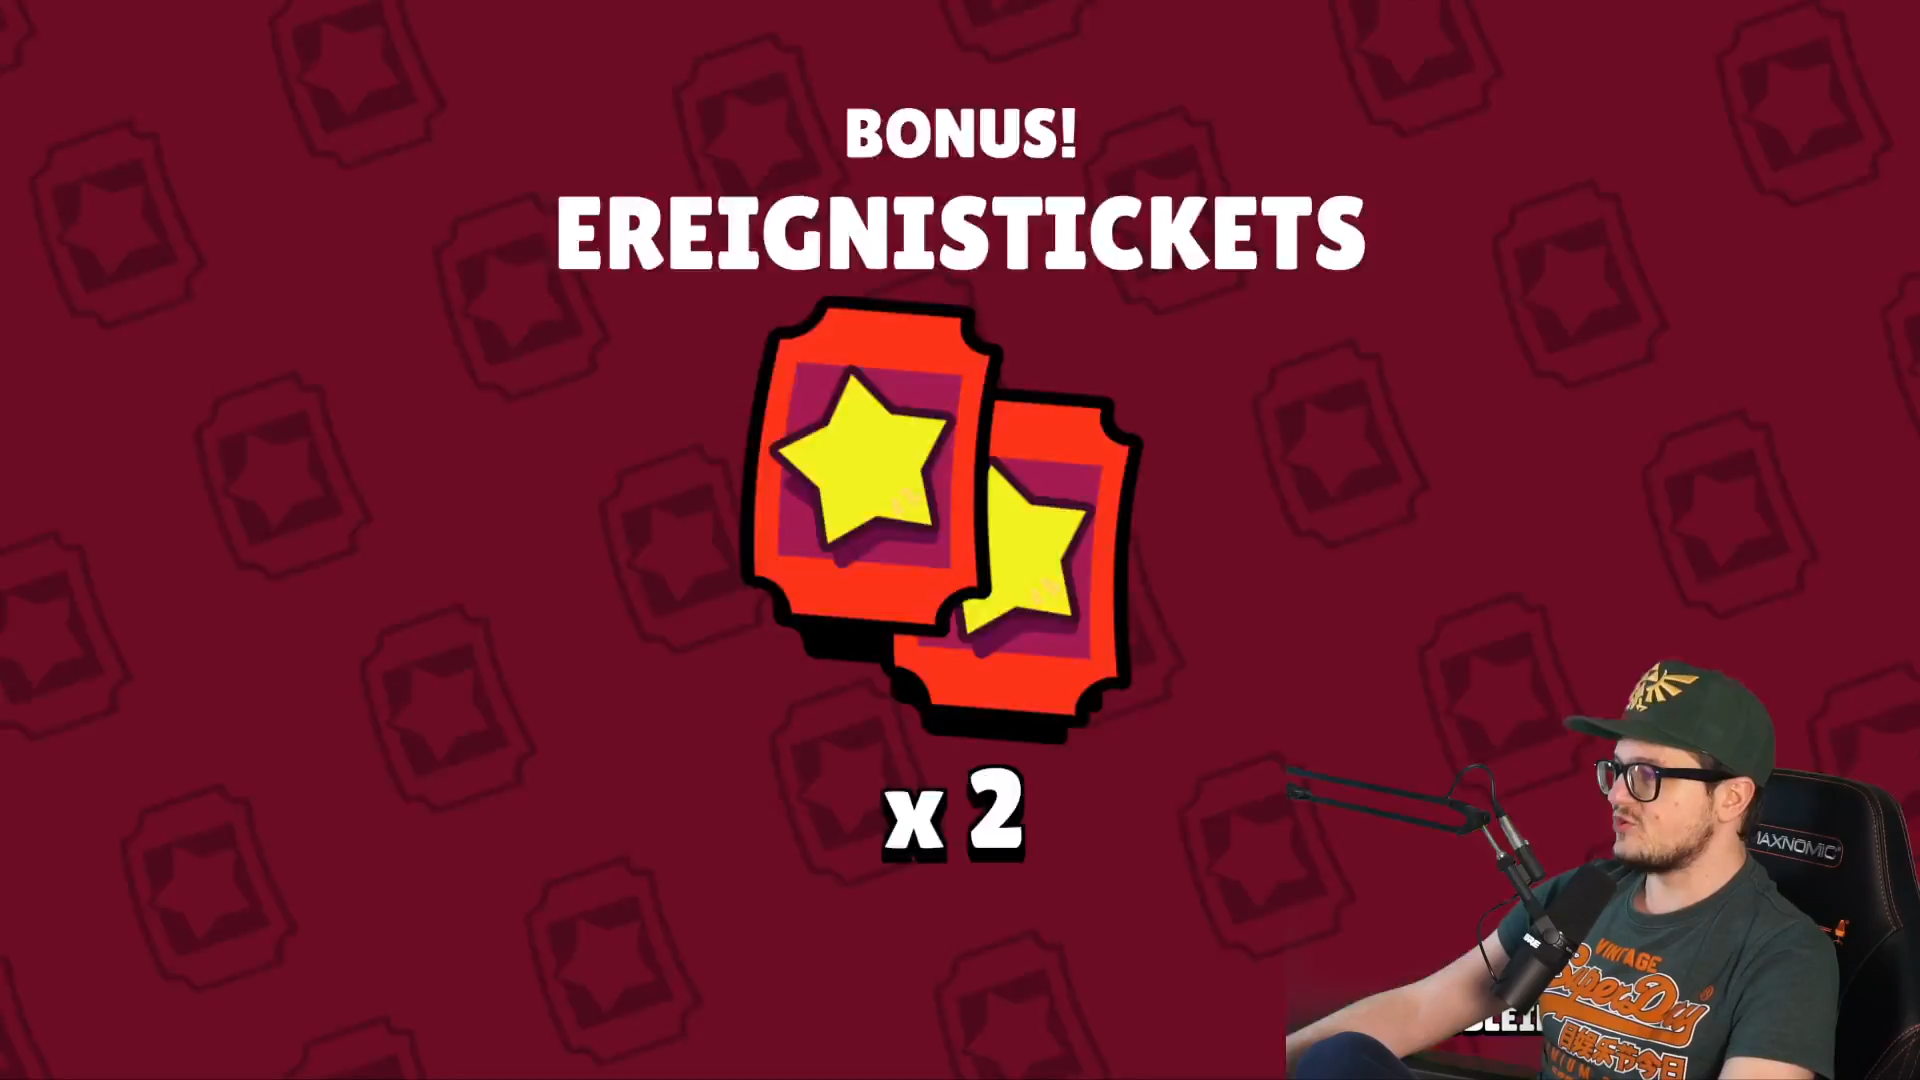 BONUS!
EREIGNISTICKETS
x 2
MAXNOMIC
VINTAGE
SuperDry